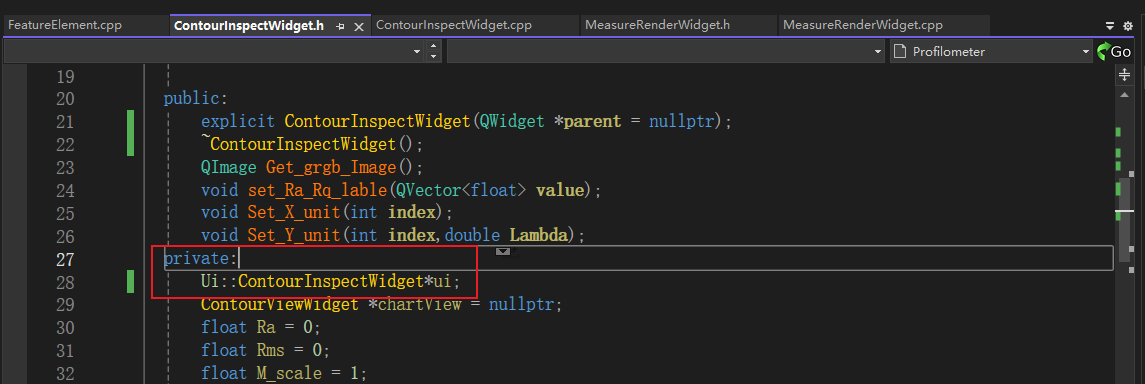 FeatureElement.cpp ContourInspectWidget.h ContourInspectWidget.cpp MeasureRenderWidget.h MeasureRenderWidget.cpp
Profilometer Go
19
20 public:
21 explicit ContourInspectWidget(QWidget *parent = nullptr);
22 ~ContourInspectWidget();
23 QImage Get_grgb_Image();
24 void set_Ra_Rq_lable(QVector<float> value);
25 void Set_X_unit(int index);
26 void Set_Y_unit(int index,double Lambda);
27 private:
28 Ui::ContourInspectWidget*ui;
29 ContourViewWidget *chartView = nullptr;
30 float Ra = 0;
31 float Rms = 0;
32 float M_scale = 1;